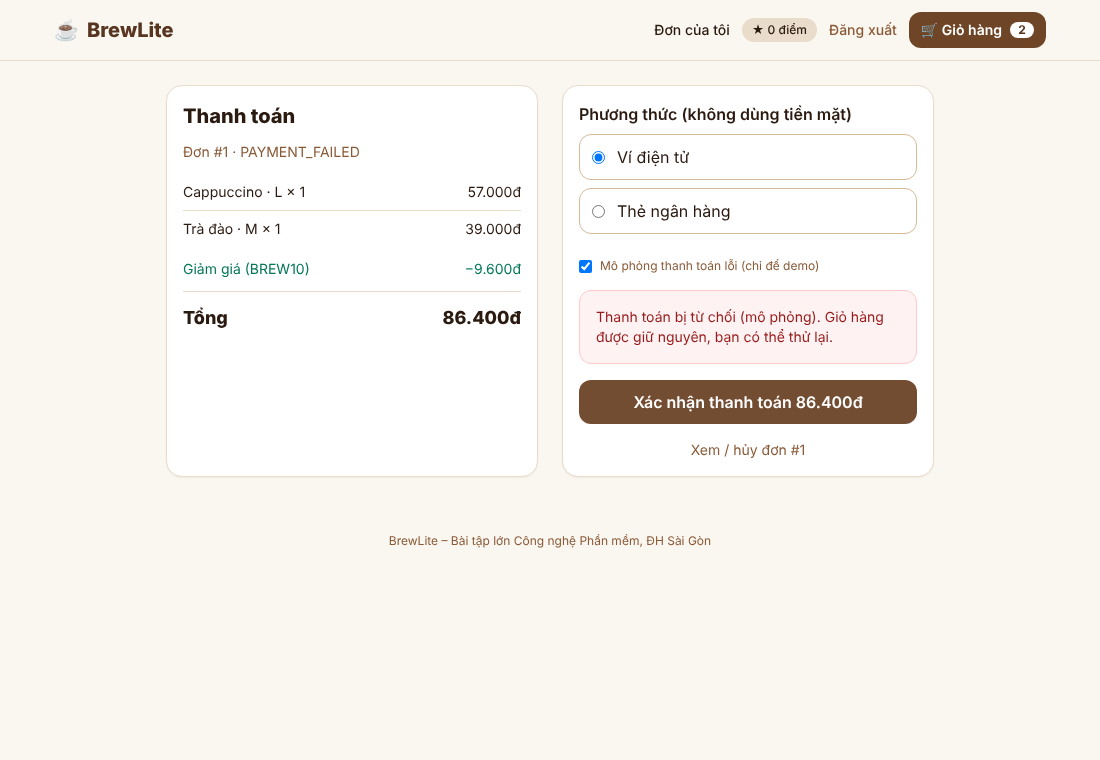 ☕ BrewLite
Đơn của tôi
★ 0 điểm
Đăng xuất
🛒 Giỏ hàng 2
Thanh toán
Đơn #1 · PAYMENT_FAILED
Cappuccino · L × 1 57.000đ
Trà đào · M × 1 39.000đ
Giảm giá (BREW10) −9.600đ
Tổng 86.400đ
Phương thức (không dùng tiền mặt)
Ví điện tử
Thẻ ngân hàng
Mô phỏng thanh toán lỗi (chỉ để demo)
Thanh toán bị từ chối (mô phỏng). Giỏ hàng
được giữ nguyên, bạn có thể thử lại.
Xác nhận thanh toán 86.400đ
Xem / hủy đơn #1
BrewLite – Bài tập lớn Công nghệ Phần mềm, ĐH Sài Gòn